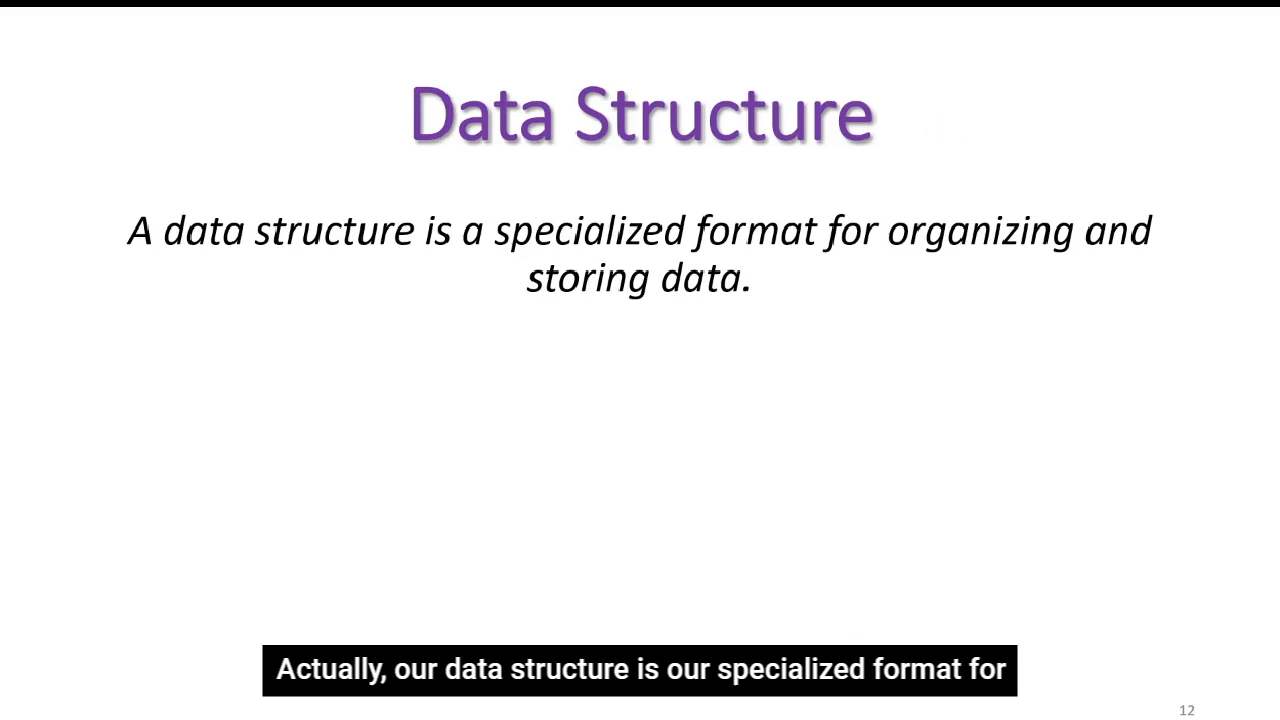 Data Structure
A data structure is a specialized format for organizing and
storing data.
Actually, our data structure is our specialized format for
12